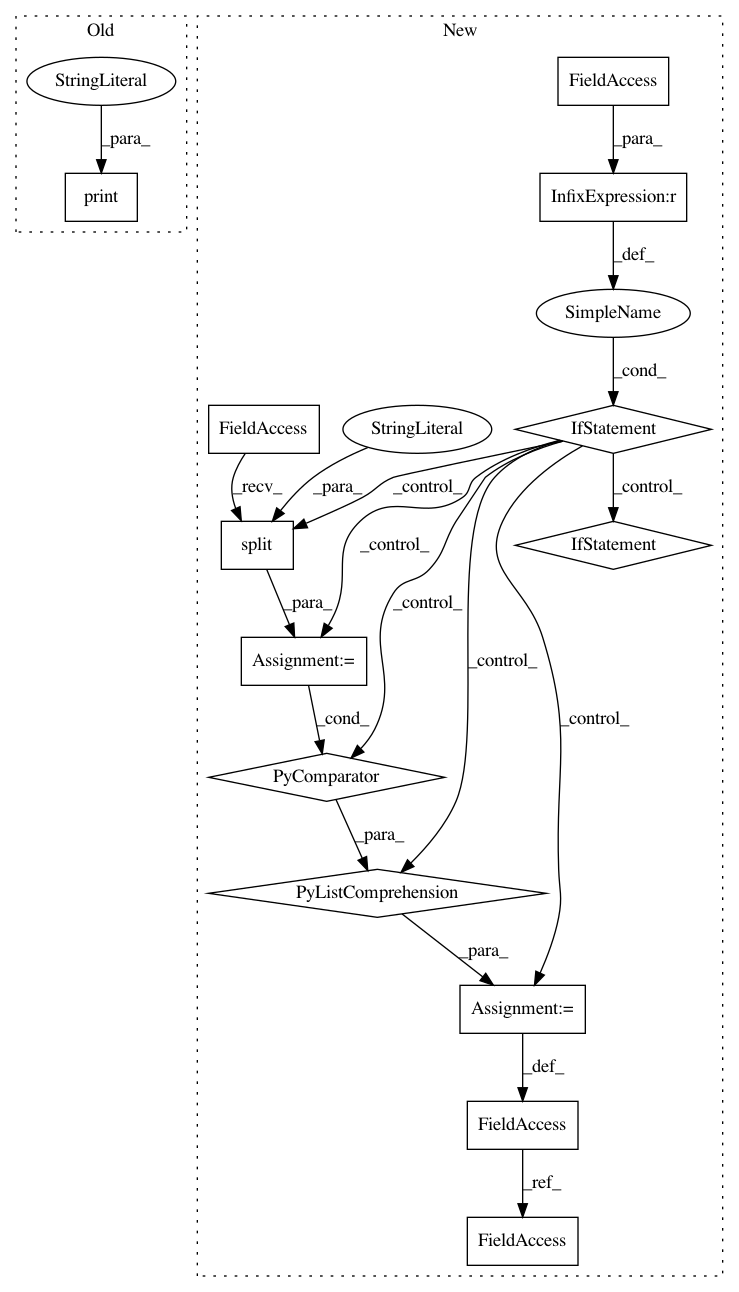 Old
New
StringLiteral
FieldAccess
_para_
_para_
print
InfixExpression:r
_def_
SimpleName
_cond_
FieldAccess
StringLiteral
IfStatement
_recv_
_para_
_control_
_control_
split
_control_
IfStatement
_para_
_control_
Assignment:=
_control_
_cond_
_control_
PyComparator
_para_
PyListComprehension
_para_
Assignment:=
_def_
FieldAccess
_ref_
FieldAccess